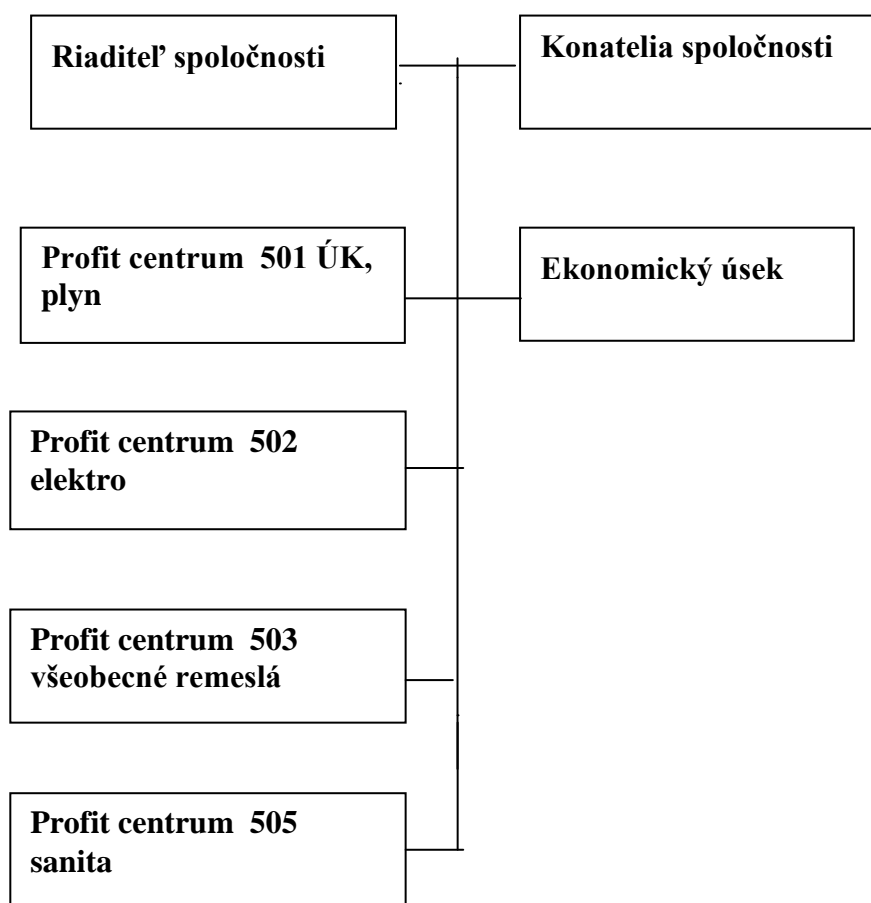 Riaditeľ spoločnosti
Konatelia spoločnosti
Profit centrum 501 ÚK,
plyn
Ekonomický úsek
Profit centrum 502
elektro
Profit centrum 503
všeobecné remeslá
Profit centrum 505
sanita